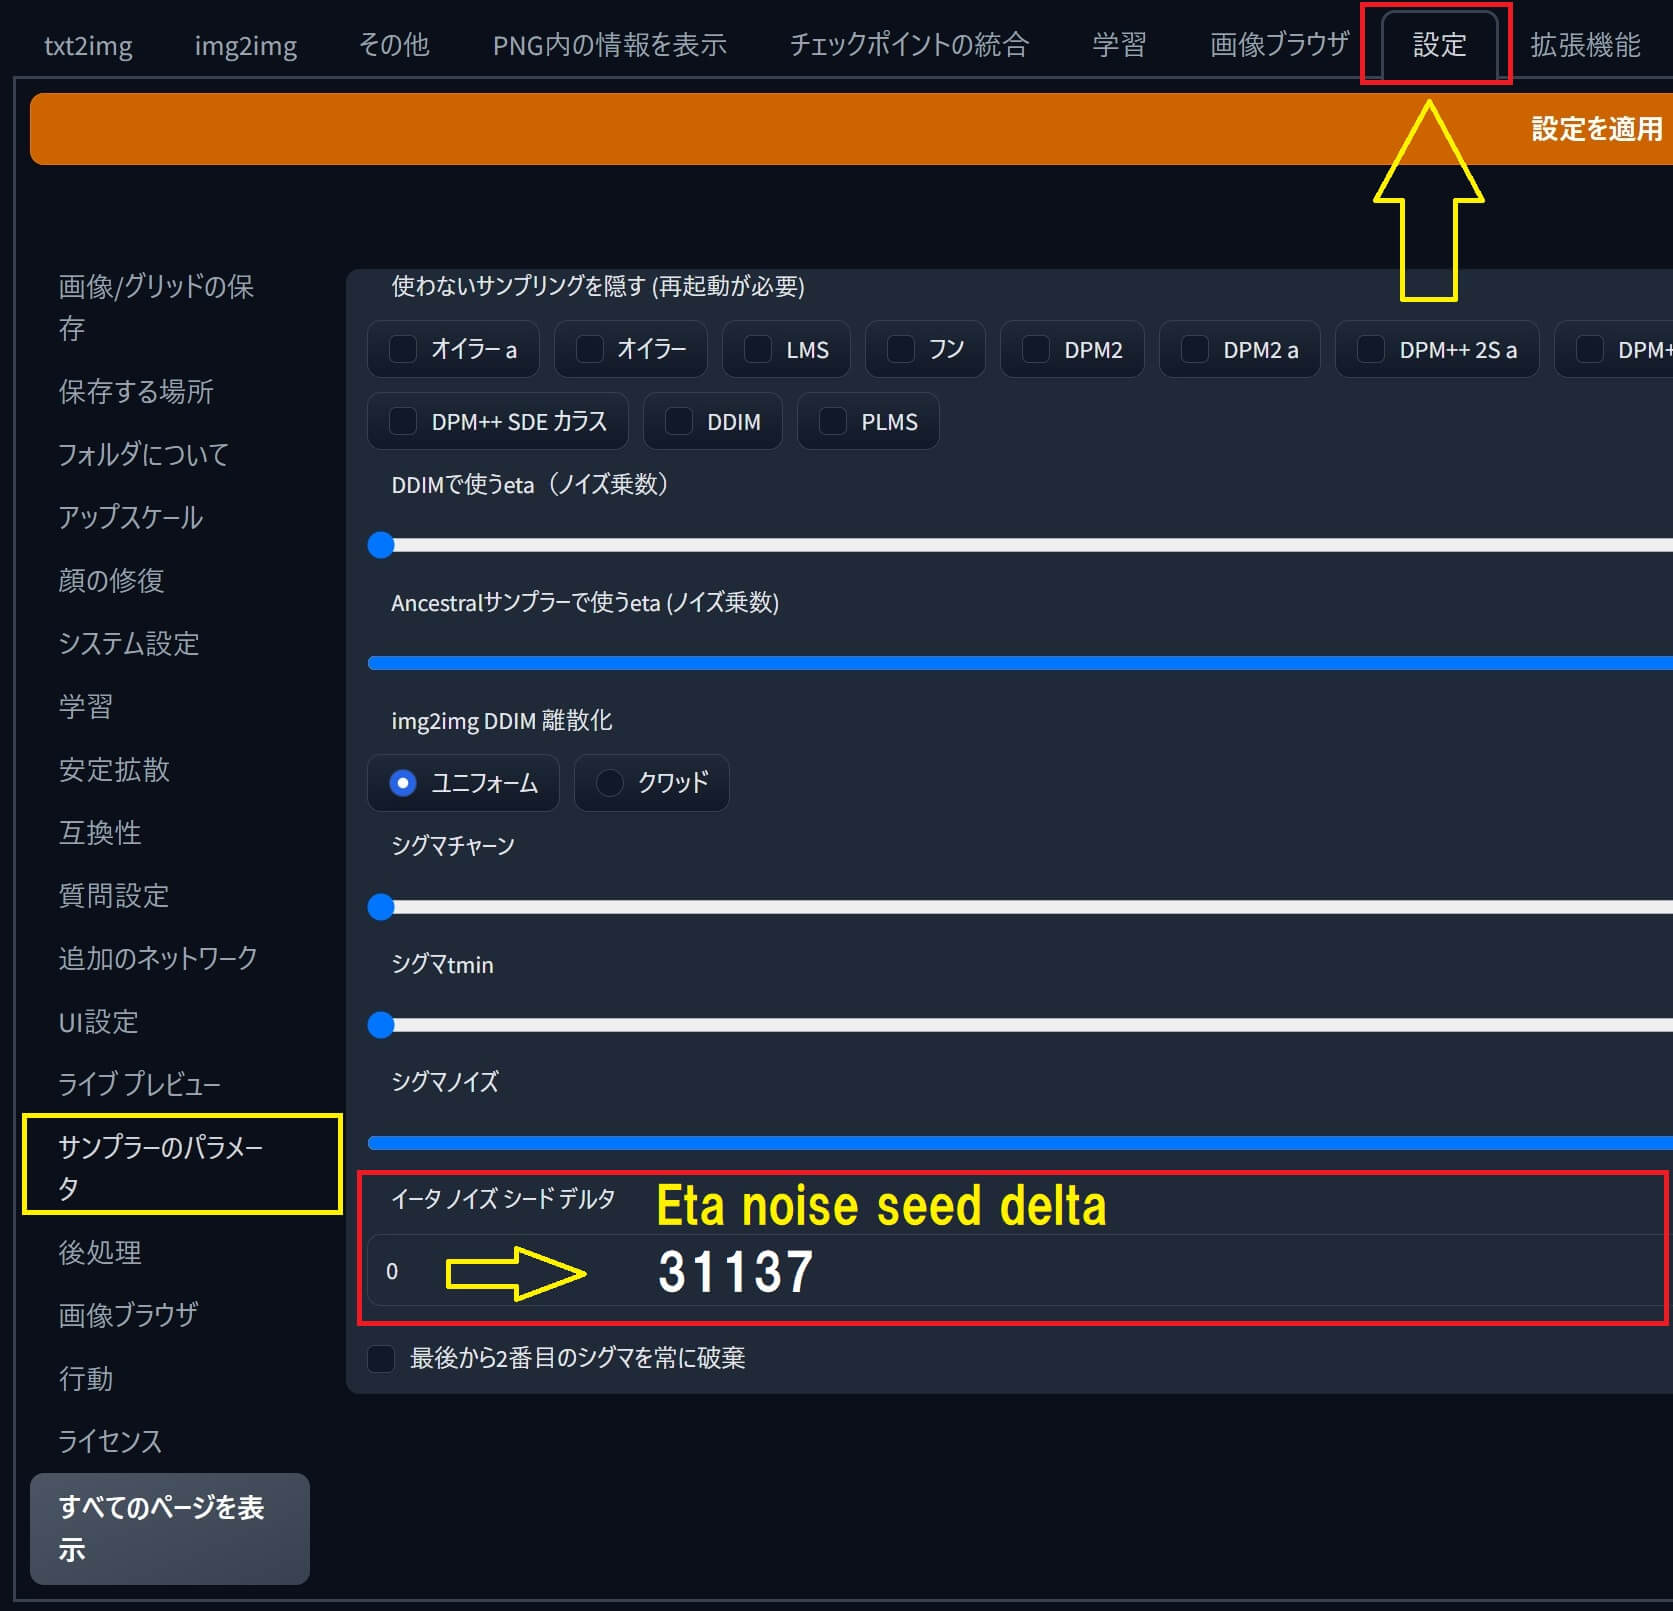 txt2img img2img その他 PNG内の情報を表示 チェックポイントの統合 学習 画像ブラウザ 設定 拡張機能
設定を適用
画像/グリッドの保
存
保存する場所
フォルダについて
アップスケール
顔の修復
システム設定
学習
安定拡散
互換性
質問設定
追加のネットワーク
UI設定
ライブ プレビュー
サンプラーのパラメー
タ
後処理
画像ブラウザ
行動
ライセンス
すべてのページを表
示
使わないサンプリングを隠す (再起動が必要)
オイラー a オイラー LMS フン DPM2 DPM2 a DPM++ 2S a DPM+
DPM++ SDE カラス DDIM PLMS
DDIMで使うeta（ノイズ乗数）
Ancestralサンプラーで使うeta (ノイズ乗数)
img2img DDIM 離散化
ユニフォーム クワッド
シグマチャーン
シグマtmin
シグマノイズ
イータ ノイズ シード デルタ Eta noise seed delta
0 31137
最後から2番目のシグマを常に破棄